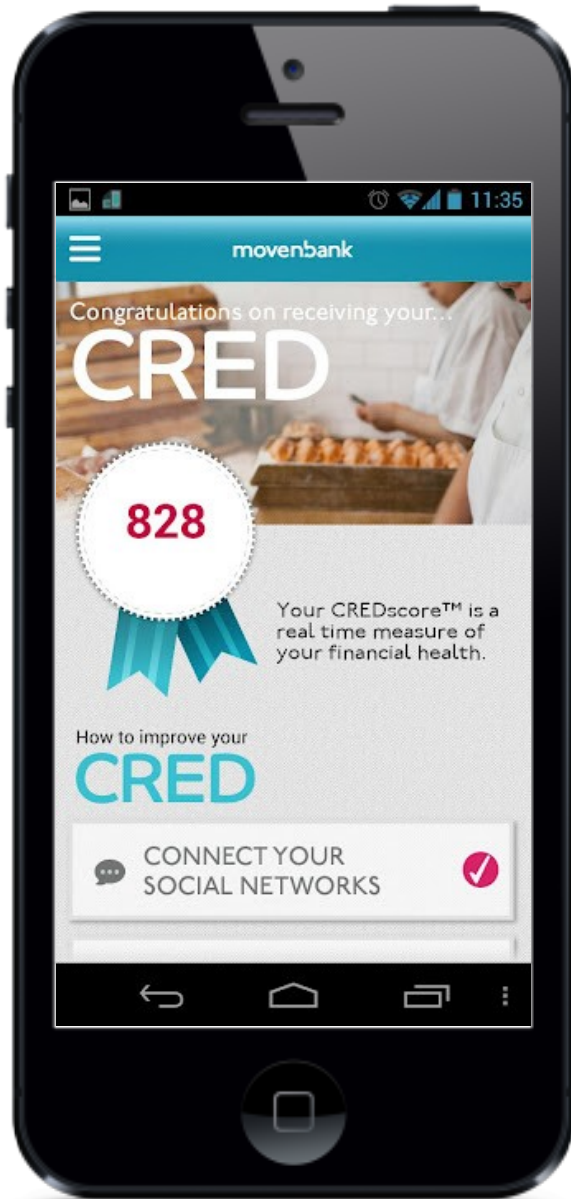 11:35
movenbank
Congratulations on receiving your...
CRED
828
Your CREDscore™ is a
real time measure of
your financial health.
How to improve your
CRED
CONNECT YOUR
SOCIAL NETWORKS